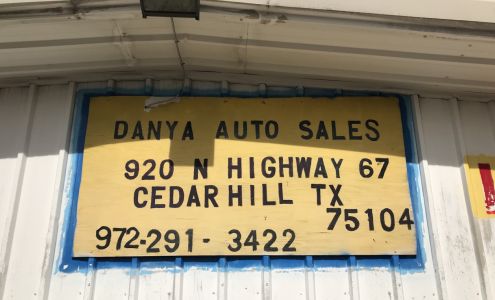 DANYA AUTO SALES
920 N HIGHWAY 67
CEDAR HILL TX
75104
972-291-3422